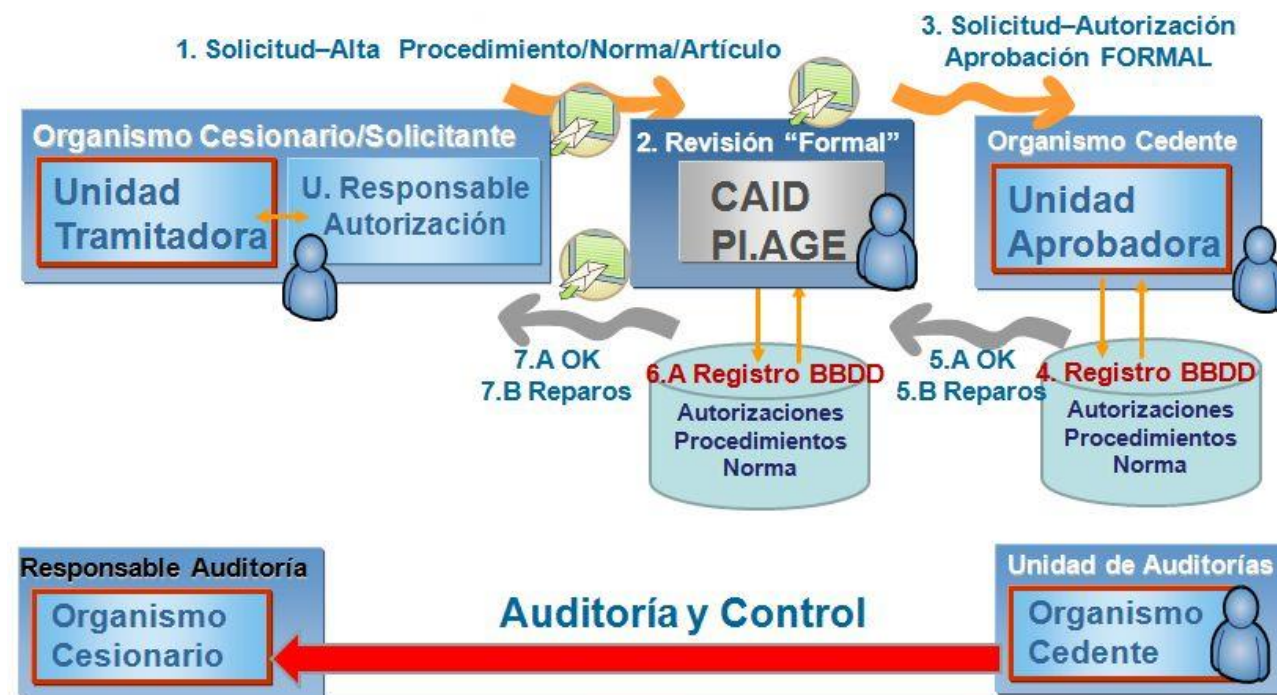 1. Solicitud–Alta Procedimiento/Norma/Artículo
3. Solicitud–Autorización
Aprobación FORMAL
Organismo Cesionario/Solicitante
Unidad
Tramitadora
U. Responsable
Autorización
2. Revisión “Formal”
CAID
PI.AGE
Organismo Cedente
Unidad
Aprobadora
7.A OK
7.B Reparos
6.A Registro BBDD
Autorizaciones
Procedimientos
Norma
5.A OK
5.B Reparos
4. Registro BBDD
Autorizaciones
Procedimientos
Norma
Responsable Auditoría
Organismo
Cesionario
Auditoría y Control
Unidad de Auditorías
Organismo
Cedente